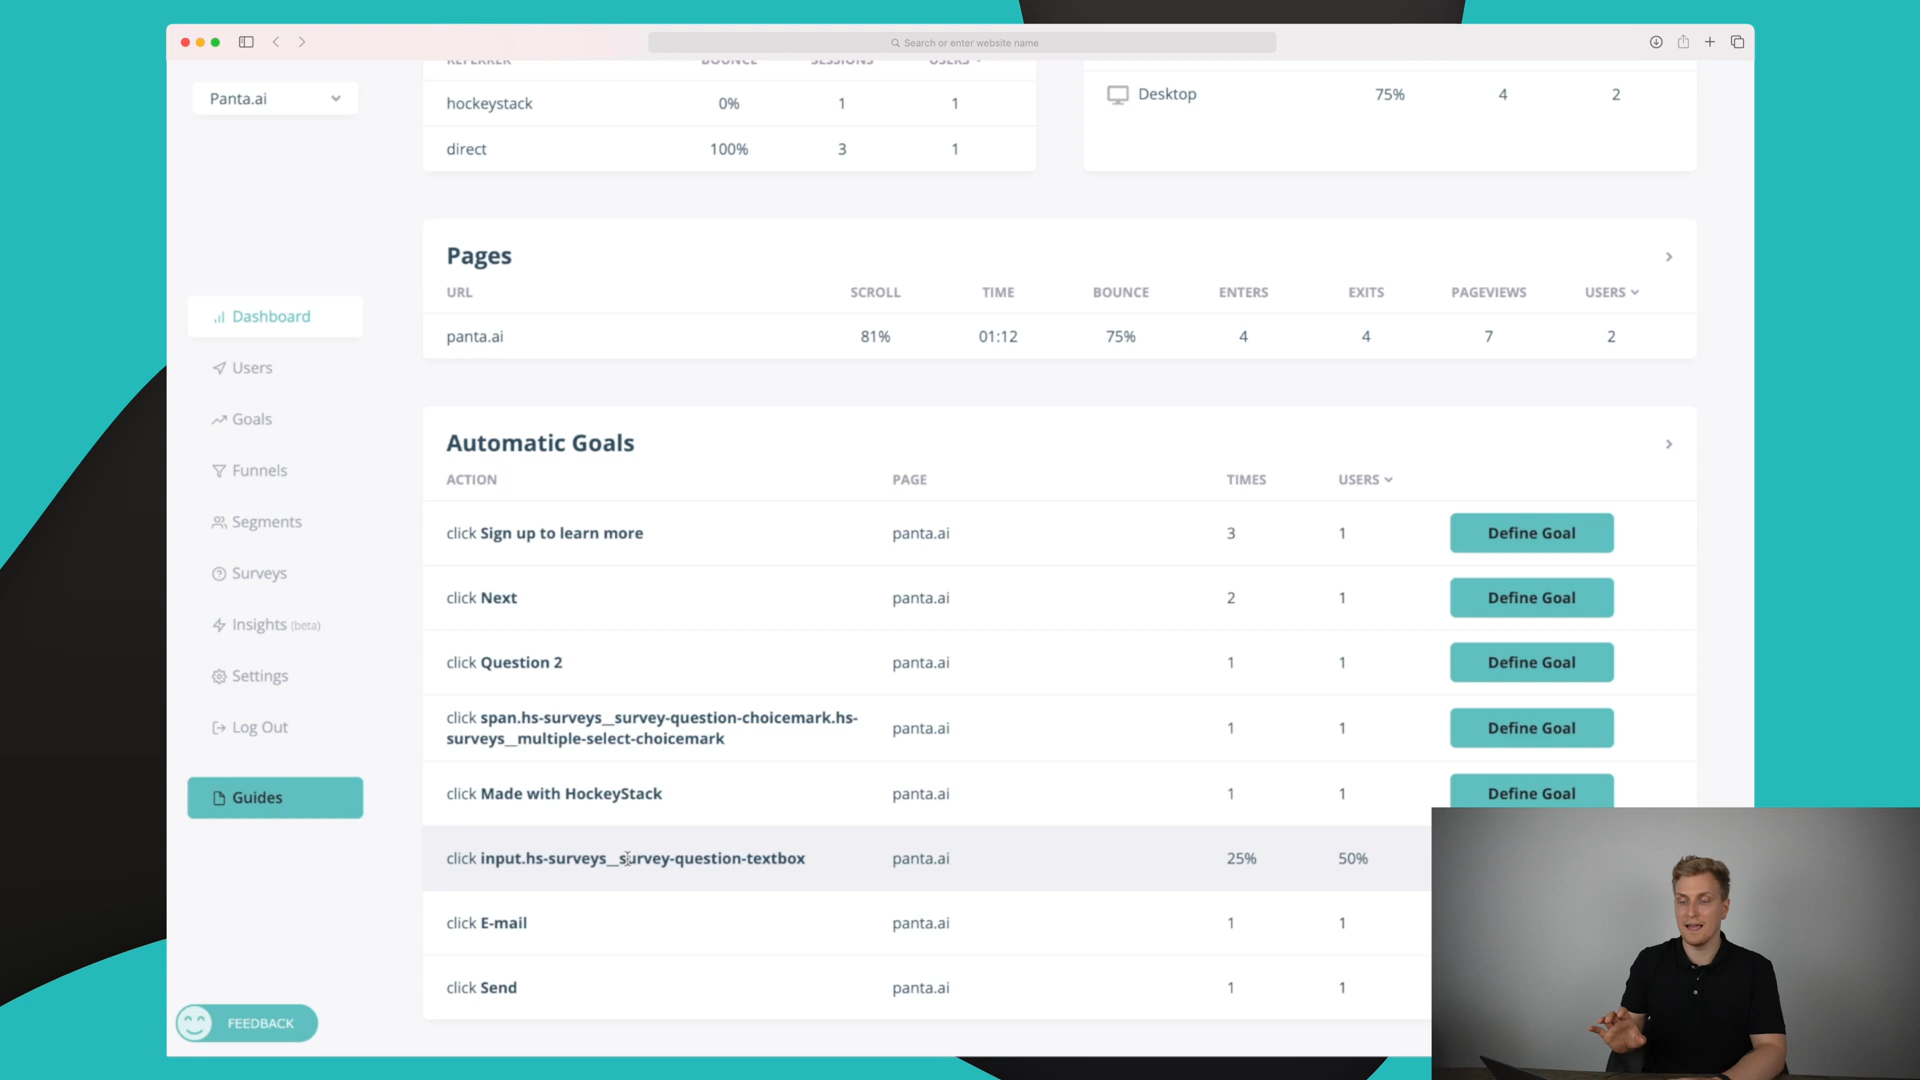 Search or enter website name
Panta.ai
REFERRER BOUNCE SESSIONS USERS
hockeystack 0% 1 1
direct 100% 3 1
Desktop 75% 4 2
Pages
URL SCROLL TIME BOUNCE ENTERS EXITS PAGEVIEWS USERS
panta.ai 81% 01:12 75% 4 4 7 2
Dashboard
Users
Goals
Funnels
Segments
Surveys
Insights (beta)
Settings
Log Out
Guides
FEEDBACK
Automatic Goals
ACTION PAGE TIMES USERS
click Sign up to learn more panta.ai 3 1 Define Goal
click Next panta.ai 2 1 Define Goal
click Question 2 panta.ai 1 1 Define Goal
click span.hs-surveys__survey-question-choicemark.hs-
surveys__multiple-select-choicemark panta.ai 1 1 Define Goal
click Made with HockeyStack panta.ai 1 1 Define Goal
click input.hs-surveys__survey-question-textbox panta.ai 25% 50%
click E-mail panta.ai 1 1
click Send panta.ai 1 1